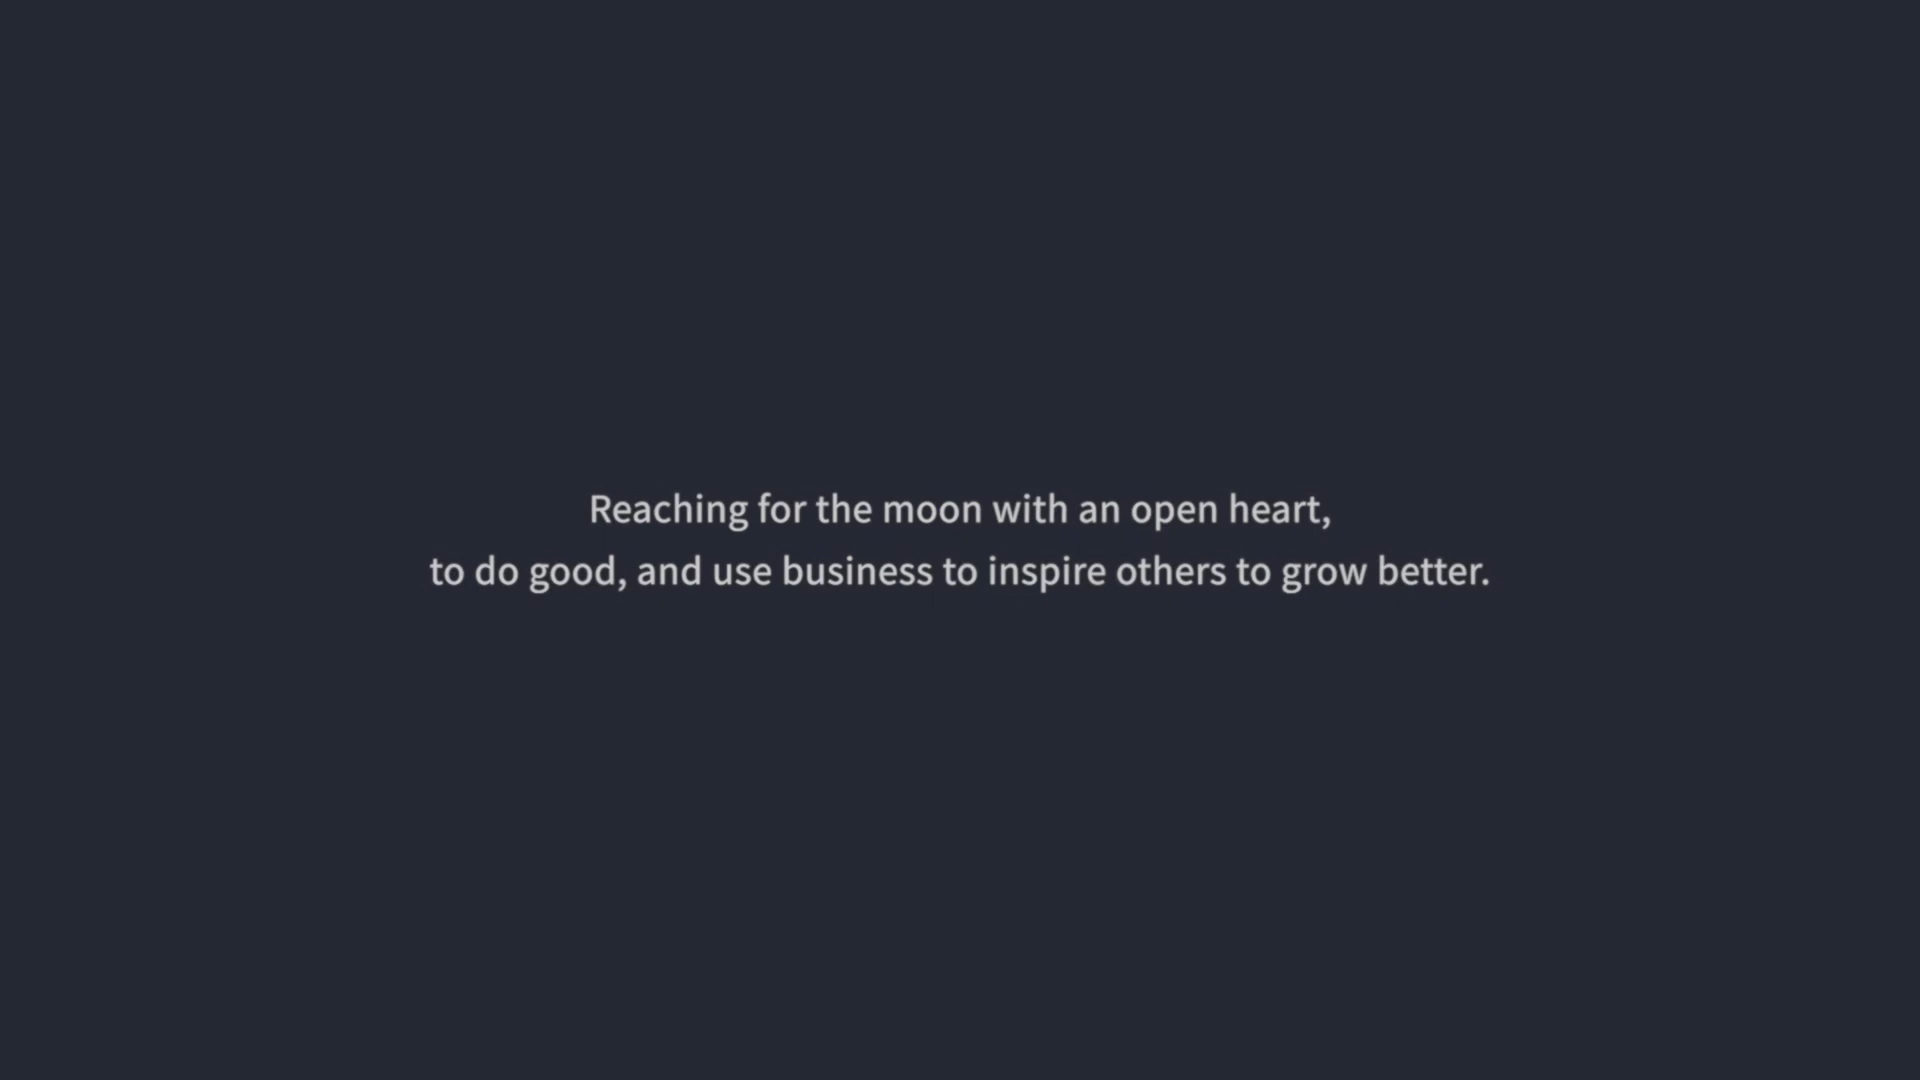 Reaching for the moon with an open heart,
to do good, and use business to inspire others to grow better.